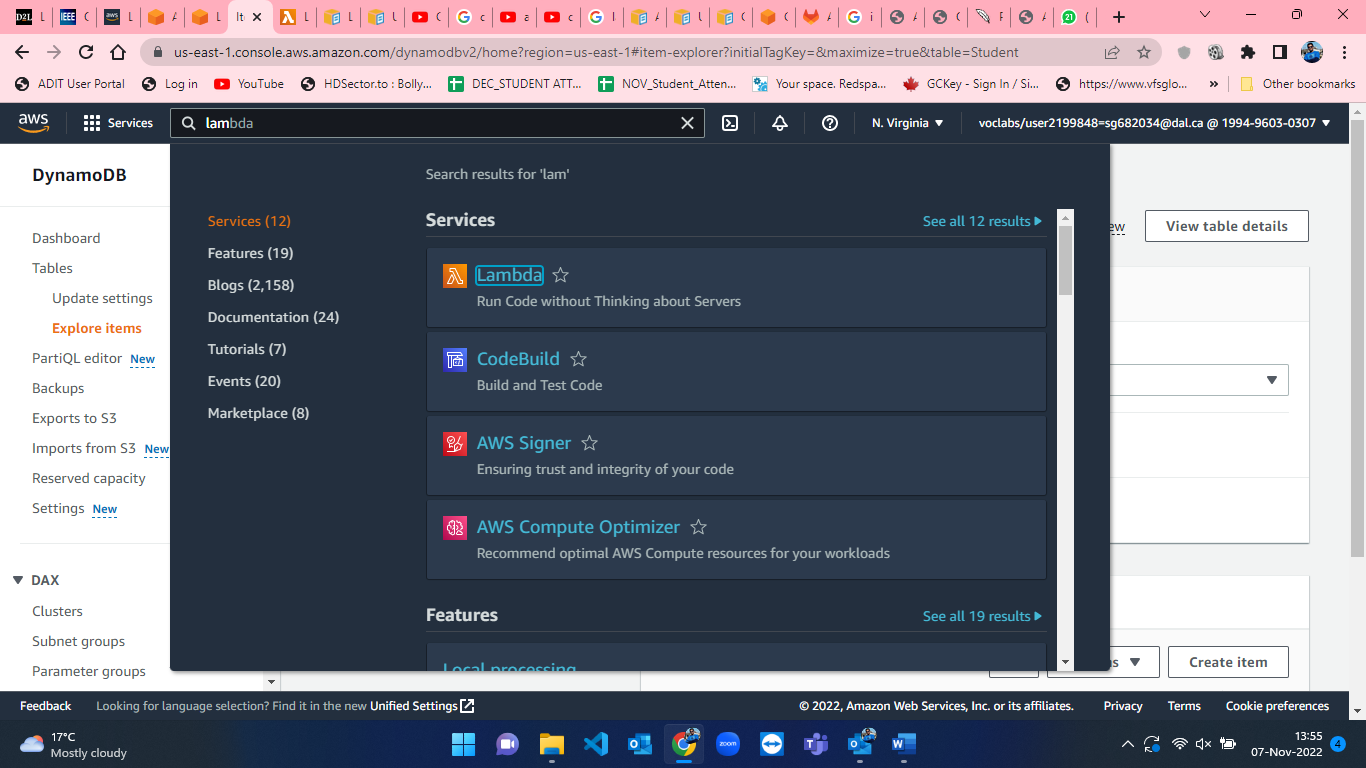 D2L
IEEE
aws
us-east-1.console.aws.amazon.com/dynamodbv2/home?region=us-east-1#item-explorer?initialTagKey=&maximize=true&table=Student
ADIT User Portal Log in YouTube HDSector.to : Bolly... DEC_STUDENT ATT... NOV_Student_Atten... Your space. Redspa... GCKey - Sign In / Si... https://www.vfsglo... » Other bookmarks
aws Services lambda N. Virginia voclabs/user2199848=sg682034@dal.ca @ 1994-9603-0307
DynamoDB
Dashboard
Tables
Update settings
Explore items
PartiQL editor New
Backups
Exports to S3
Imports from S3 New
Reserved capacity
Settings New
DAX
Clusters
Subnet groups
Parameter groups
Search results for 'lam'
Services (12)
Features (19)
Blogs (2,158)
Documentation (24)
Tutorials (7)
Events (20)
Marketplace (8)
Services See all 12 results
Lambda
Run Code without Thinking about Servers
CodeBuild
Build and Test Code
AWS Signer
Ensuring trust and integrity of your code
AWS Compute Optimizer
Recommend optimal AWS Compute resources for your workloads
Features See all 19 results
Local processing
View table details
Create item
Feedback Looking for language selection? Find it in the new Unified Settings © 2022, Amazon Web Services, Inc. or its affiliates. Privacy Terms Cookie preferences
17°C
Mostly cloudy
zoom
13:55
07-Nov-2022 4